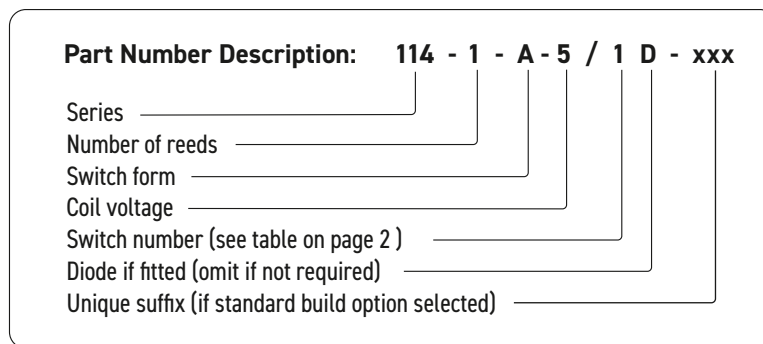 Part Number Description: 114 - 1 - A - 5 / 1 D - xxx
Series
Number of reeds
Switch form
Coil voltage
Switch number (see table on page 2 )
Diode if fitted (omit if not required)
Unique suffix (if standard build option selected)